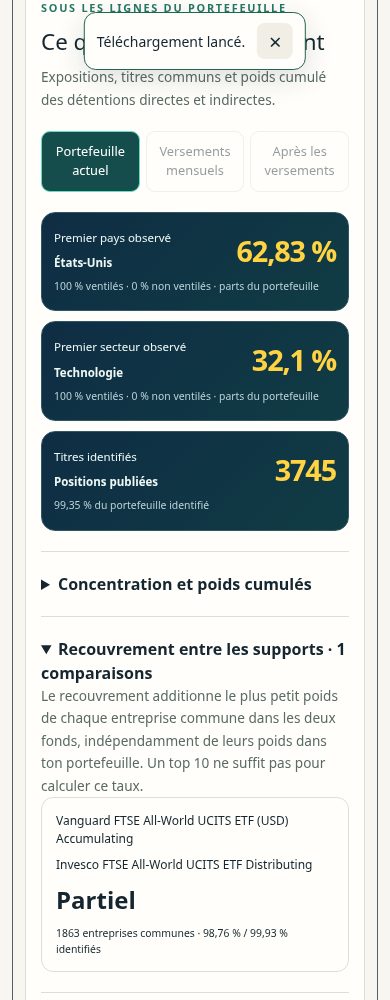 SOUS LES LIGNES DU PORTEFEUILLE
Téléchargement lancé. ✕
Expositions, titres communs et poids cumulé
des détentions directes et indirectes.
Portefeuille
actuel
Versements
mensuels
Après les
versements
Premier pays observé
62,83 %
États-Unis
100 % ventilés · 0 % non ventilés · parts du portefeuille
Premier secteur observé
32,1 %
Technologie
100 % ventilés · 0 % non ventilés · parts du portefeuille
Titres identifiés
3745
Positions publiées
99,35 % du portefeuille identifié
▶ Concentration et poids cumulés
▼ Recouvrement entre les supports · 1
comparaisons
Le recouvrement additionne le plus petit poids
de chaque entreprise commune dans les deux
fonds, indépendamment de leurs poids dans
ton portefeuille. Un top 10 ne suffit pas pour
calculer ce taux.
Vanguard FTSE All-World UCITS ETF (USD)
Accumulating
Invesco FTSE All-World UCITS ETF Distributing
Partiel
1863 entreprises communes · 98,76 % / 99,93 %
identifiés